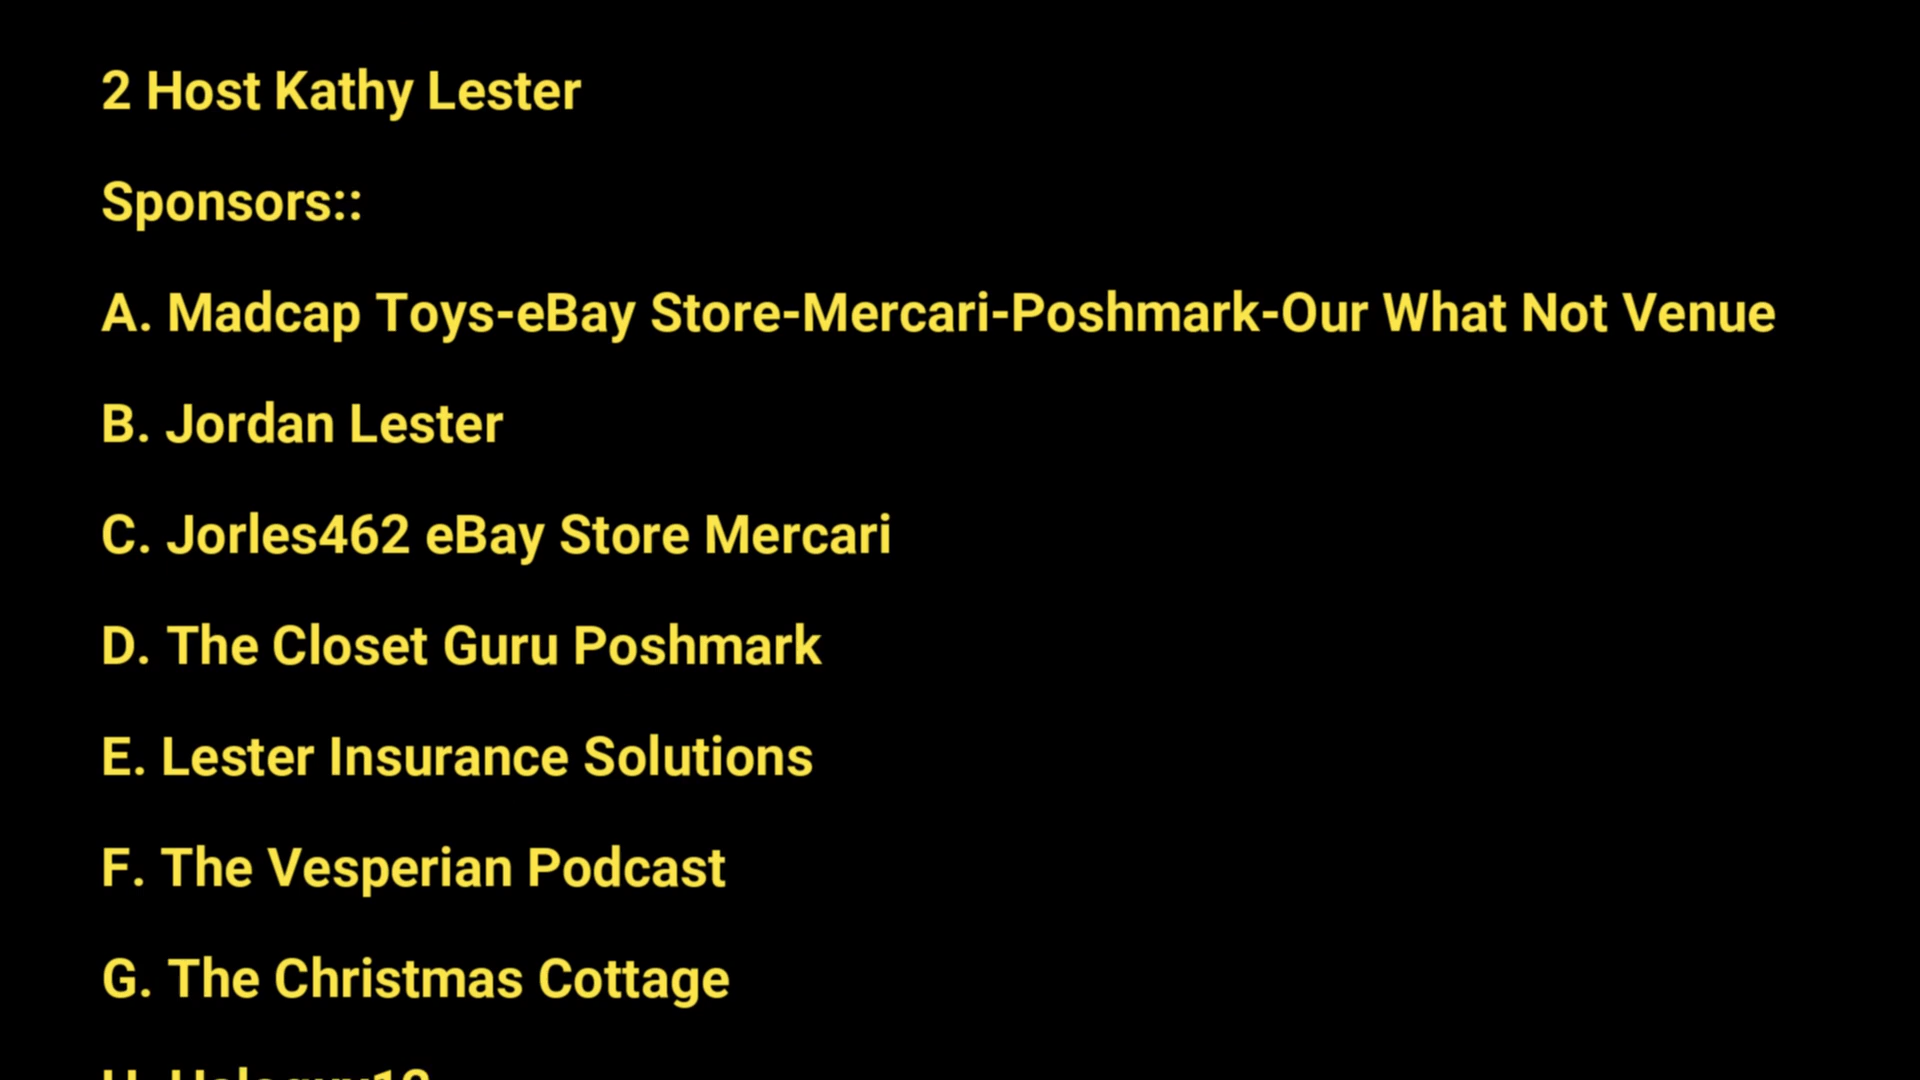 2 Host Kathy Lester
Sponsors::
A. Madcap Toys-eBay Store-Mercari-Poshmark-Our What Not Venue
B. Jordan Lester
C. Jorles462 eBay Store Mercari
D. The Closet Guru Poshmark
E. Lester Insurance Solutions
F. The Vesperian Podcast
G. The Christmas Cottage
H.